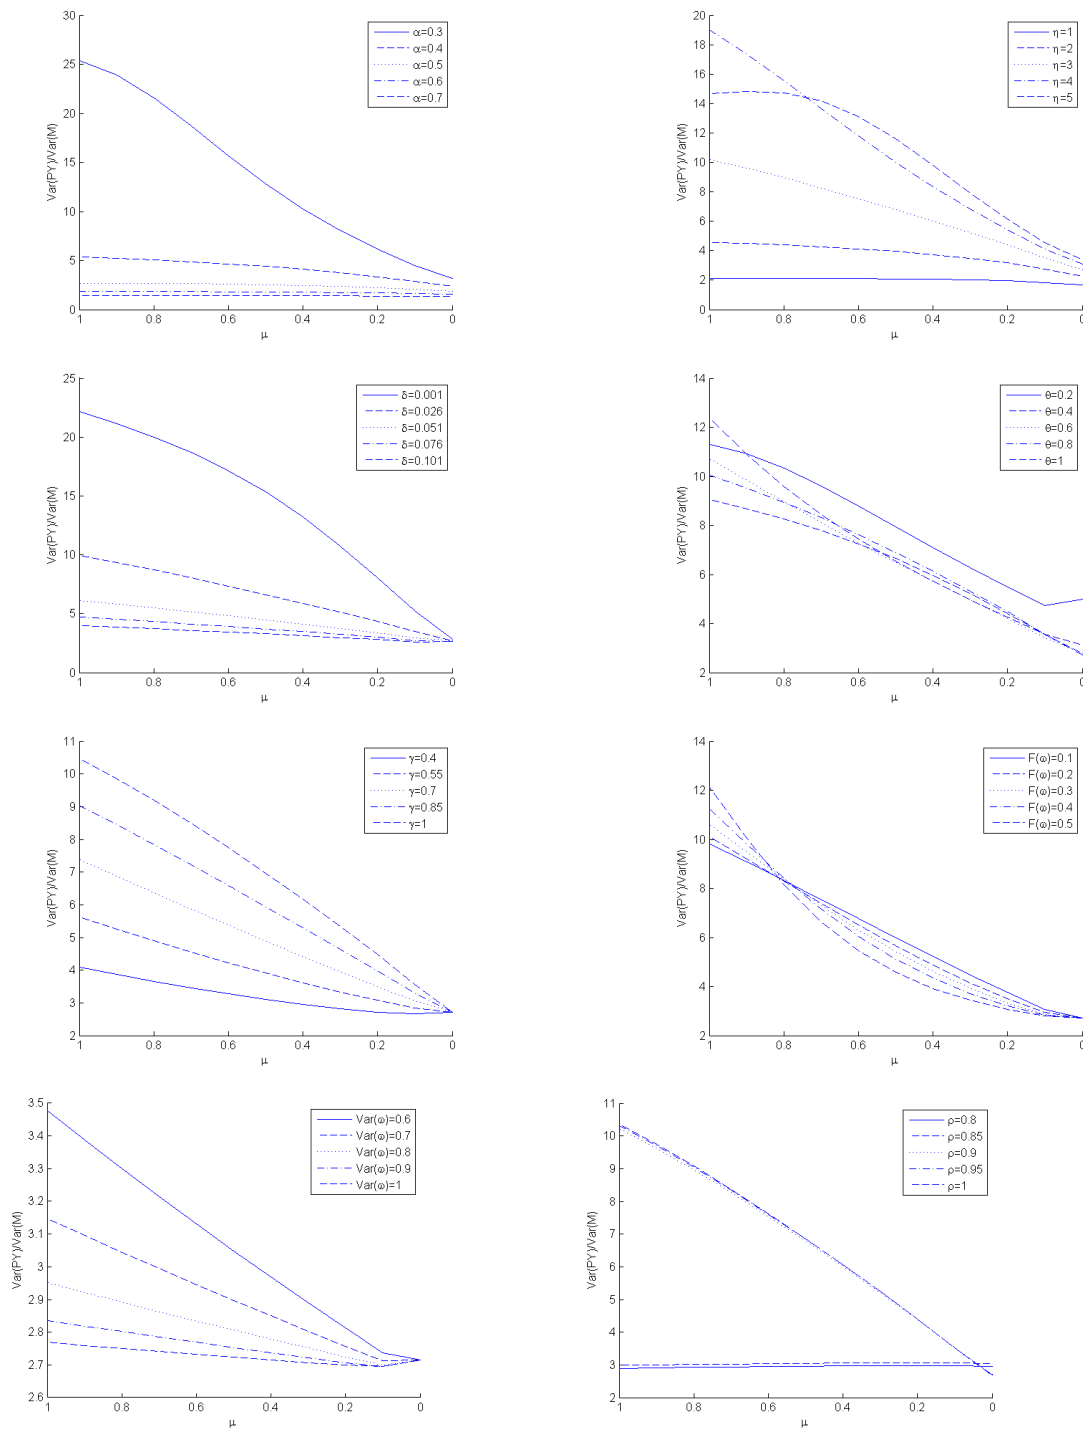 30
25
20
15
10
5
0
1
0.8
0.6
0.4
0.2
0
μ
Var(PY)/Var(M)
α=0.3
α=0.4
α=0.5
α=0.6
α=0.7
20
18
16
14
12
10
8
6
4
2
0
1
0.8
0.6
0.4
0.2
0
μ
Var(PY)/Var(M)
η=1
η=2
η=3
η=4
η=5
25
20
15
10
5
0
1
0.8
0.6
0.4
0.2
0
μ
Var(PY)/Var(M)
δ=0.001
δ=0.026
δ=0.051
δ=0.076
δ=0.101
14
12
10
8
6
4
2
1
0.8
0.6
0.4
0.2
0
μ
Var(PY)/Var(M)
θ=0.2
θ=0.4
θ=0.6
θ=0.8
θ=1
11
10
9
8
7
6
5
4
3
2
1
0.8
0.6
0.4
0.2
0
μ
Var(PY)/Var(M)
γ=0.4
γ=0.55
γ=0.7
γ=0.85
γ=1
14
12
10
8
6
4
2
1
0.8
0.6
0.4
0.2
0
μ
Var(PY)/Var(M)
F(ω)=0.1
F(ω)=0.2
F(ω)=0.3
F(ω)=0.4
F(ω)=0.5
3.5
3.4
3.3
3.2
3.1
3
2.9
2.8
2.7
2.6
1
0.8
0.6
0.4
0.2
0
μ
Var(PY)/Var(M)
Var(ω)=0.6
Var(ω)=0.7
Var(ω)=0.8
Var(ω)=0.9
Var(ω)=1
11
10
9
8
7
6
5
4
3
2
1
0.8
0.6
0.4
0.2
0
μ
Var(PY)/Var(M)
ρ=0.8
ρ=0.85
ρ=0.9
ρ=0.95
ρ=1